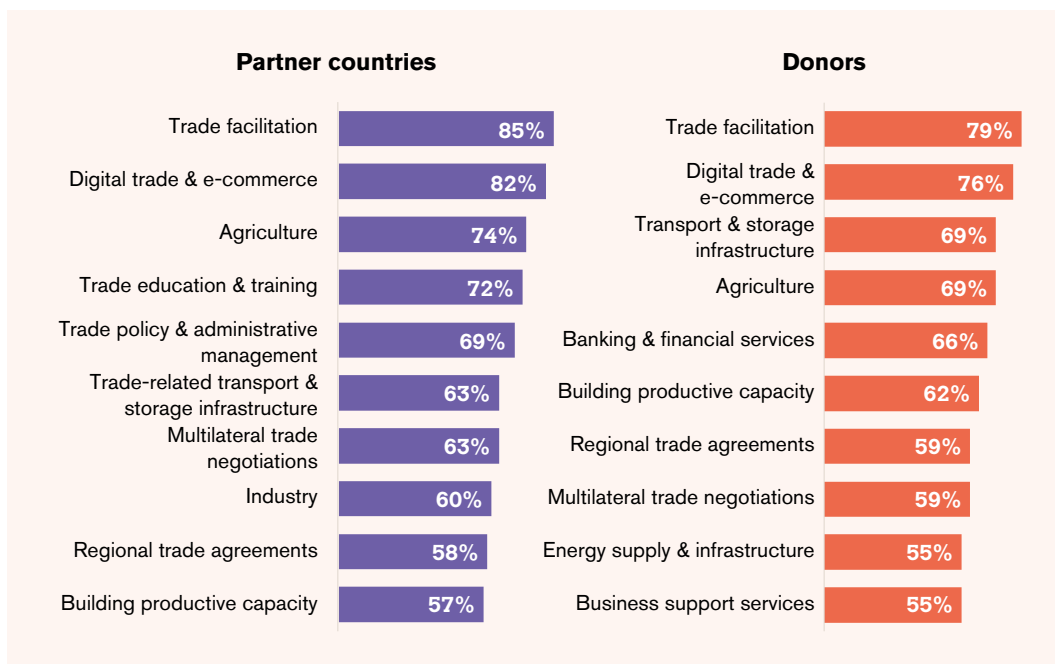 Partner countries
Trade facilitation
85%
Digital trade & e-commerce
82%
Agriculture
74%
Trade education & training
72%
Trade policy & administrative
management
69%
Trade-related transport &
storage infrastructure
63%
Multilateral trade
negotiations
63%
Industry
60%
Regional trade agreements
58%
Building productive capacity
57%
Donors
Trade facilitation
79%
Digital trade &
e-commerce
76%
Transport & storage
infrastructure
69%
Agriculture
69%
Banking & financial services
66%
Building productive capacity
62%
Regional trade agreements
59%
Multilateral trade negotiations
59%
Energy supply & infrastructure
55%
Business support services
55%